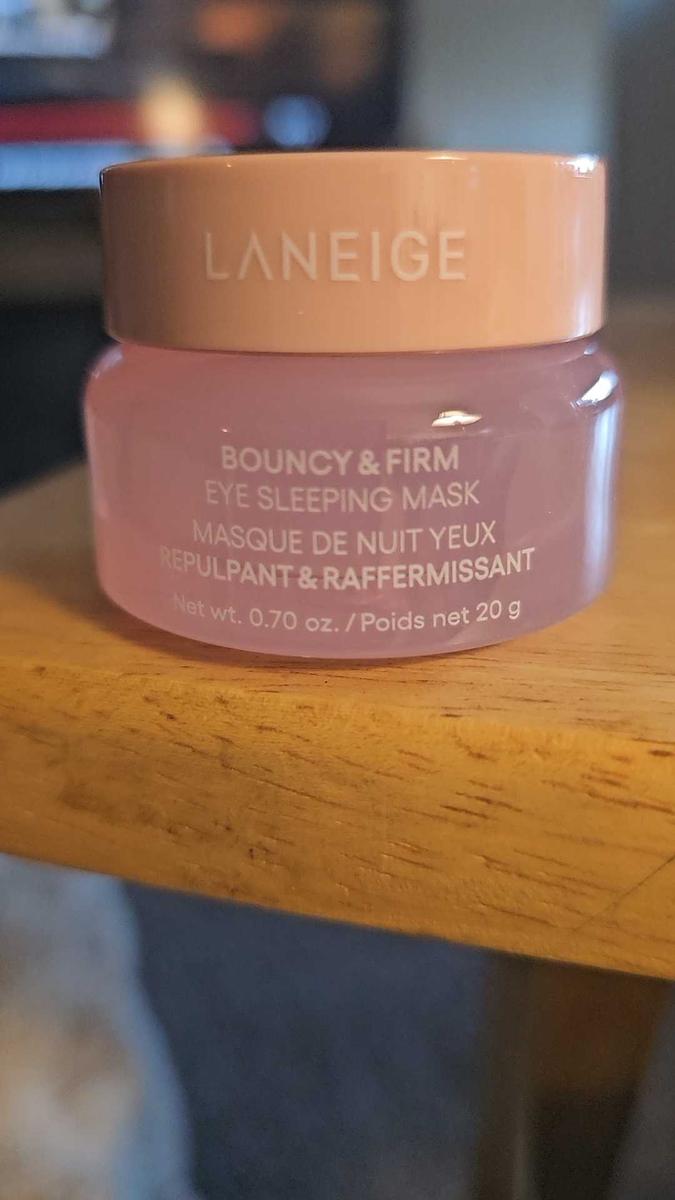 LANEIGE
BOUNCY & FIRM
EYE SLEEPING MASK
MASQUE DE NUIT YEUX
REPULPANT & RAFFERMISSANT
Net wt. 0.70 oz. / Poids net 20 g